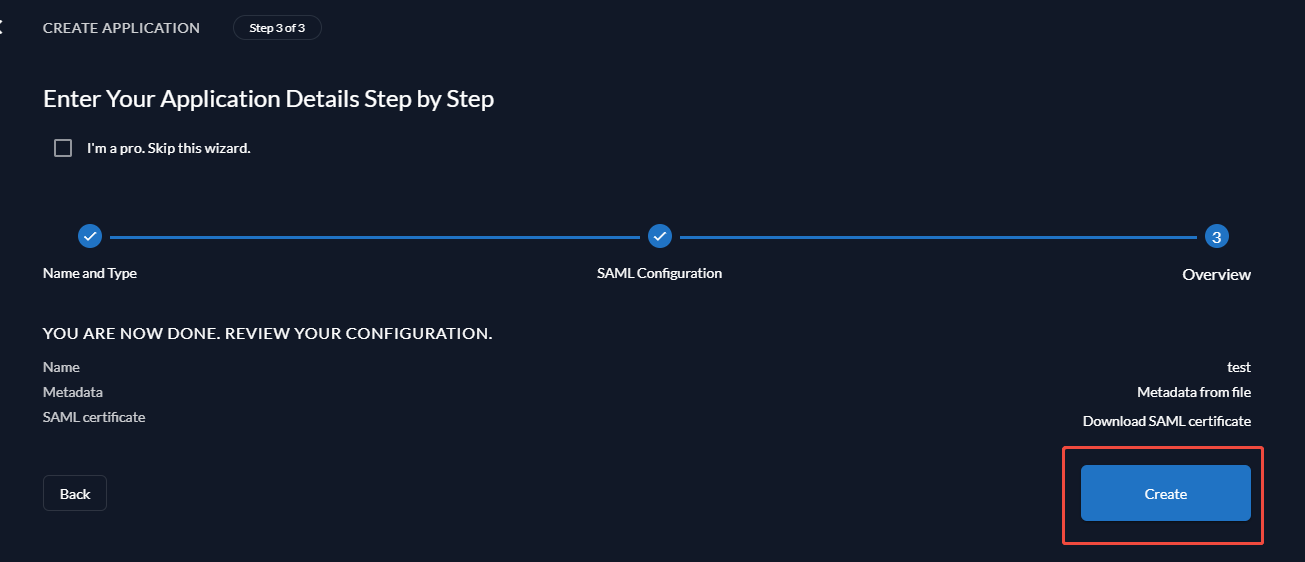 CREATE APPLICATION Step 3 of 3
Enter Your Application Details Step by Step
I'm a pro. Skip this wizard.
3
Name and Type SAML Configuration Overview
YOU ARE NOW DONE. REVIEW YOUR CONFIGURATION.
Name test
Metadata Metadata from file
SAML certificate Download SAML certificate
Back Create